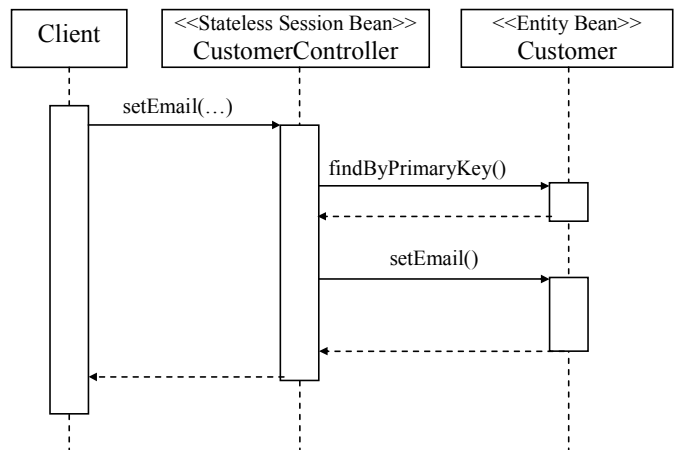 Client
<<Stateless Session Bean>>
CustomerController
<<Entity Bean>>
Customer
setEmail(…)
findByPrimaryKey()
setEmail()